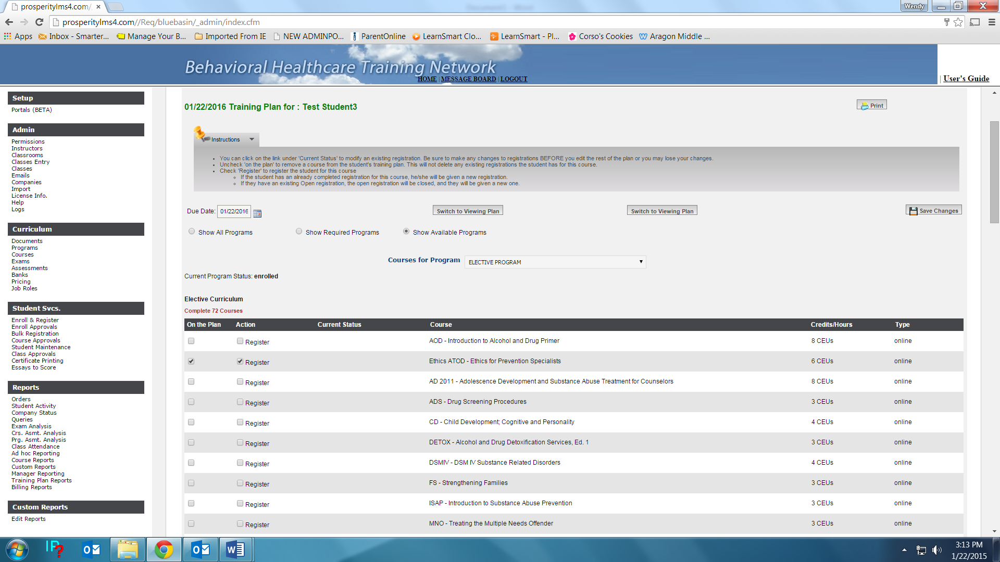 prosperitylms4.com/
Wendy
prosperitylms4.com//Req/bluebasin/_admin/index.cfm
Apps Inbox - Smarter... Manage Your B... Imported From IE NEW ADMINPO... ParentOnline LearnSmart Clo... LearnSmart - Pl... Corso's Cookies Aragon Middle ...
Behavioral Healthcare Training Network
HOME | MESSAGE BOARD | LOGOUT
| User's Guide
Setup
Portals (BETA)
Admin
Permissions
Instructors
Classrooms
Classes Entry
Classes
Emails
Companies
Import
License Info.
Help
Logs
Curriculum
Documents
Programs
Courses
Exams
Assessments
Banks
Pricing
Job Roles
Student Svcs.
Enroll & Register
Enroll Approvals
Bulk Registration
Course Approvals
Student Maintenance
Class Approvals
Certificate Printing
Essays to Score
Reports
Orders
Student Activity
Company Status
Queries
Exam Analysis
Crs. Asmt. Analysis
Prg. Asmt. Analysis
Class Attendance
Ad hoc Reporting
Course Reports
Custom Reports
Manager Reporting
Training Plan Reports
Billing Reports
Custom Reports
Edit Reports
01/22/2016 Training Plan for : Test Student3
Print
Instructions
You can click on the link under 'Current Status' to modify an existing registration. Be sure to make any changes to registrations BEFORE you edit the rest of the plan or you may lose your changes.
Uncheck 'on the plan' to remove a course from the student's training plan. This will not delete any existing registrations the student has for this course.
Check 'Register' to register the student for this course
If the student has an already completed registration for this course, he/she will be given a new registration.
If they have an existing Open registration, the open registration will be closed, and they will be given a new one.
Due Date: 01/22/2016 Switch to Viewing Plan Switch to Viewing Plan Save Changes
Show All Programs Show Required Programs Show Available Programs
Courses for Program ELECTIVE PROGRAM
Current Program Status: enrolled
Elective Curriculum
Complete 72 Courses
On the Plan Action Current Status Course Credits/Hours Type
Register AOD - Introduction to Alcohol and Drug Primer 8 CEUs online
Register Ethics ATOD - Ethics for Prevention Specialists 6 CEUs online
Register AD 2011 - Adolescence Development and Substance Abuse Treatment for Counselors 8 CEUs online
Register ADS - Drug Screening Procedures 3 CEUs online
Register CD - Child Development; Cognitive and Personality 4 CEUs online
Register DETOX - Alcohol and Drug Detoxification Services, Ed. 1 3 CEUs online
Register DSMIV - DSM IV Substance Related Disorders 4 CEUs online
Register FS - Strengthening Families 3 CEUs online
Register ISAP - Introduction to Substance Abuse Prevention 3 CEUs online
Register MNO - Treating the Multiple Needs Offender 3 CEUs online
IP?
3:13 PM
1/22/2015